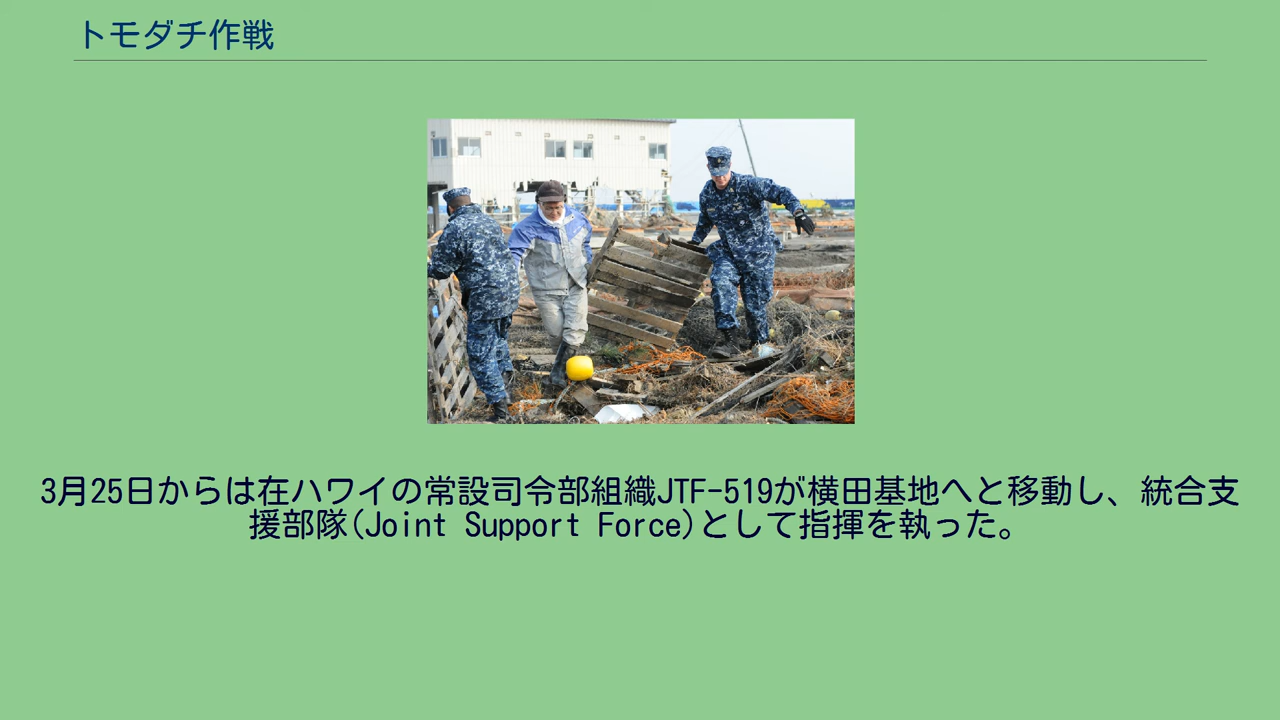 トモダチ作戦
3月25日からは在ハワイの常設司令部組織JTF-519が横田基地へと移動し、統合支
援部隊(Joint Support Force)として指揮を執った。